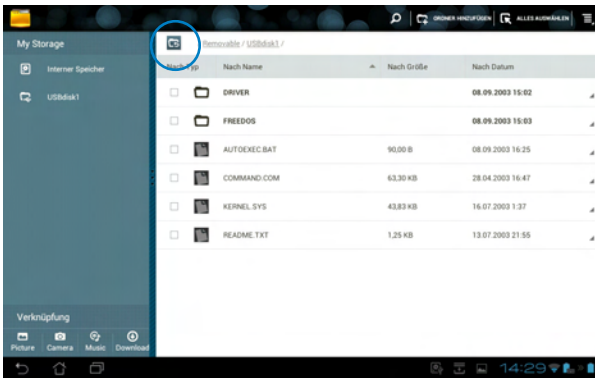 ORDNER HINZUFÜGEN ALLES AUSWÄHLEN
My Storage
Removable / USBdisk1 /
Interner Speicher
USBdisk1
Nach Typ Nach Name Nach Größe Nach Datum
DRIVER 08.09.2003 15:02
FREEDOS 08.09.2003 15:03
AUTOEXEC.BAT 90,00 B 08.09.2003 16:25
COMMAND.COM 63,30 KB 28.04.2003 16:47
KERNEL.SYS 43,83 KB 16.07.2003 1:37
README.TXT 1,25 KB 13.07.2003 21:55
Verknüpfung
Picture Camera Music Download
14:29